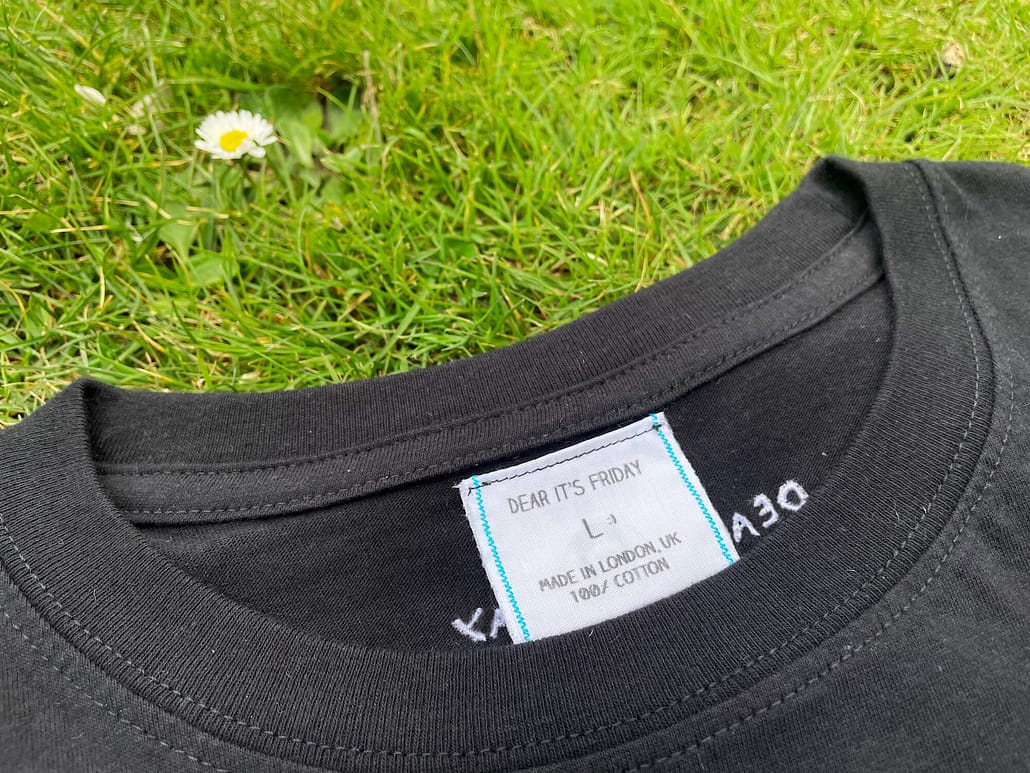 DEAR IT'S FRIDAY
L :)
MADE IN LONDON, UK
100% COTTON